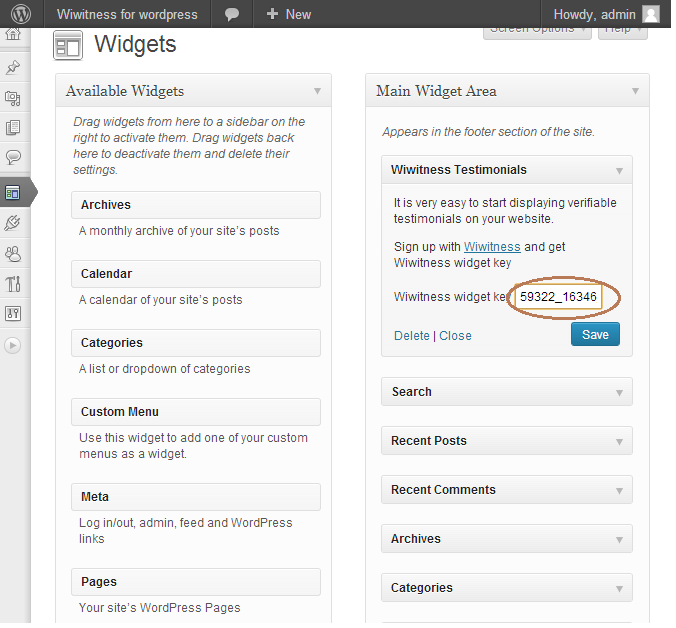 Wiwitness for wordpress
New
Howdy, admin
Screen Options
Help
Widgets
Available Widgets
Drag widgets from here to a sidebar on the
right to activate them. Drag widgets back
here to deactivate them and delete their
settings.
Archives
A monthly archive of your site's posts
Calendar
A calendar of your site's posts
Categories
A list or dropdown of categories
Custom Menu
Use this widget to add one of your custom
menus as a widget.
Meta
Log in/out, admin, feed and WordPress
links
Pages
Your site's WordPress Pages
Main Widget Area
Appears in the footer section of the site.
Wiwitness Testimonials
It is very easy to start displaying verifiable
testimonials on your website.
Sign up with Wiwitness and get
Wiwitness widget key
Wiwitness widget key 59322_16346
Delete | Close
Save
Search
Recent Posts
Recent Comments
Archives
Categories